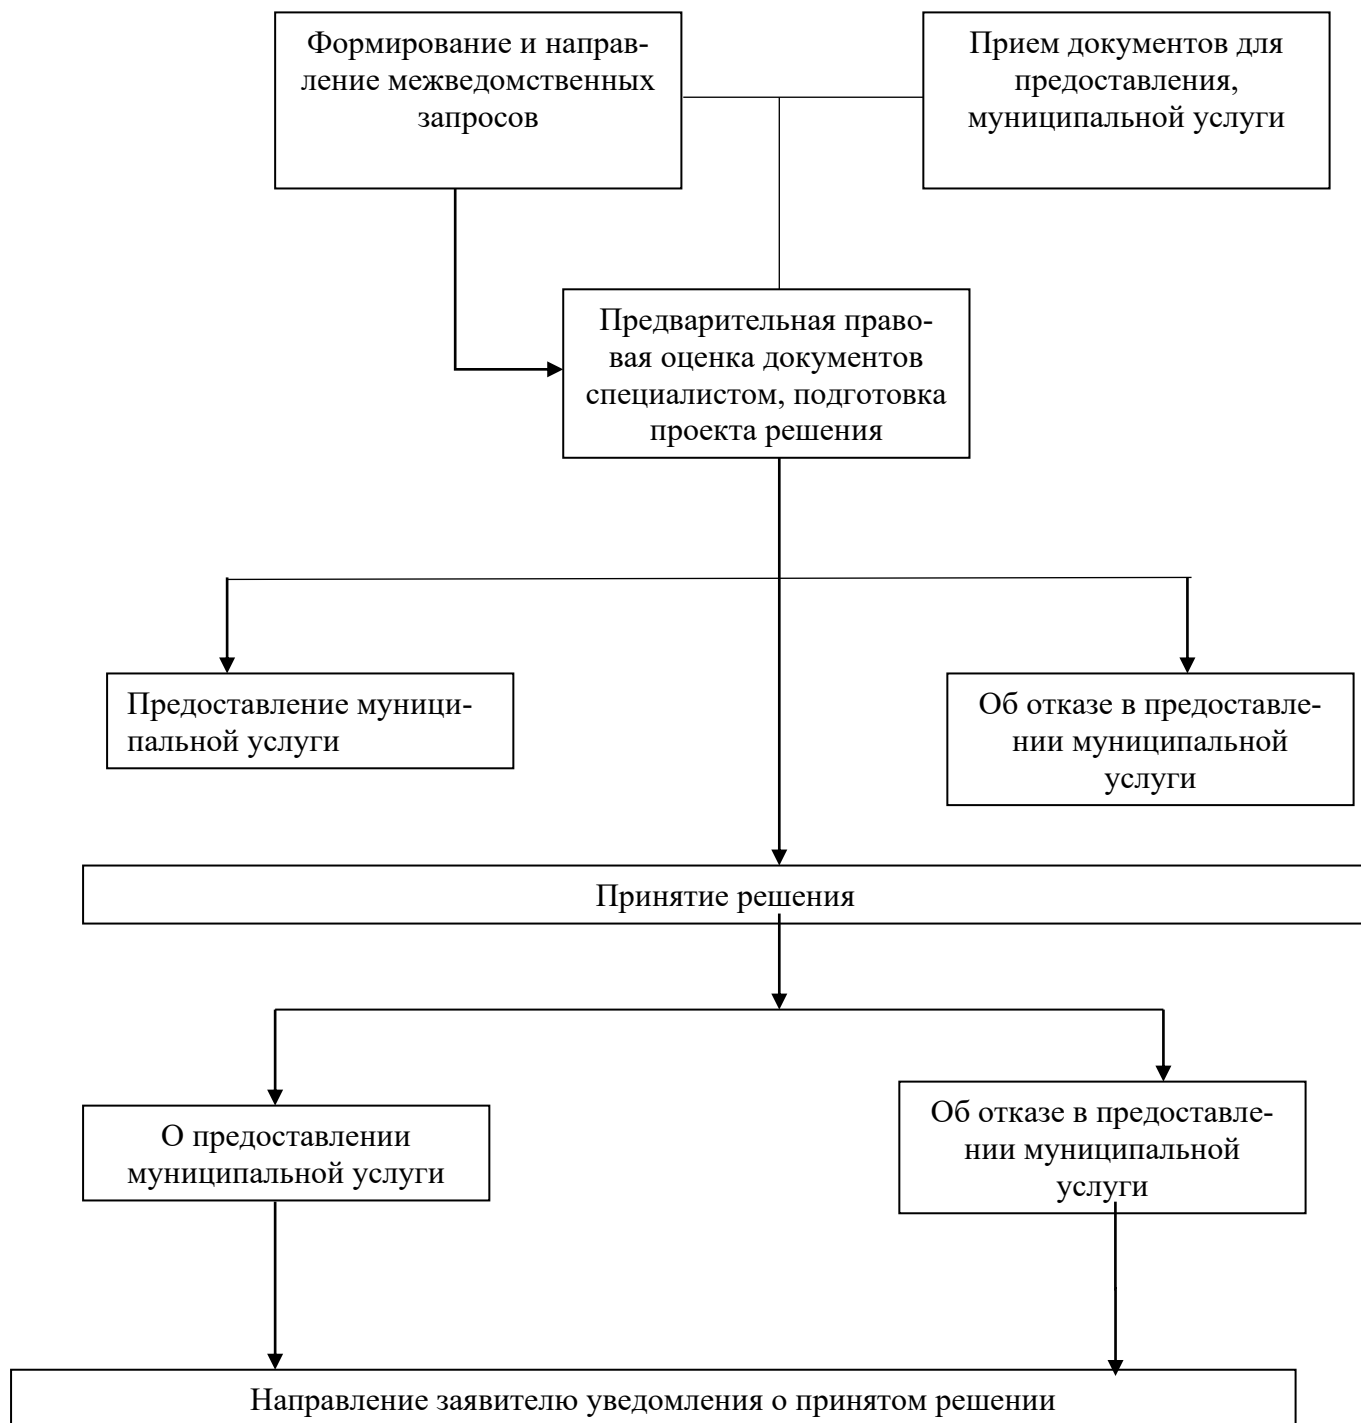 Формирование и направ-
ление межведомственных
запросов
Прием документов для
предоставления,
муниципальной услуги
Предварительная право-
вая оценка документов
специалистом, подготовка
проекта решения
Предоставление муници-
пальной услуги
Об отказе в предоставле-
нии муниципальной
услуги
Принятие решения
О предоставлении
муниципальной услуги
Об отказе в предоставле-
нии муниципальной
услуги
Направление заявителю уведомления о принятом решении